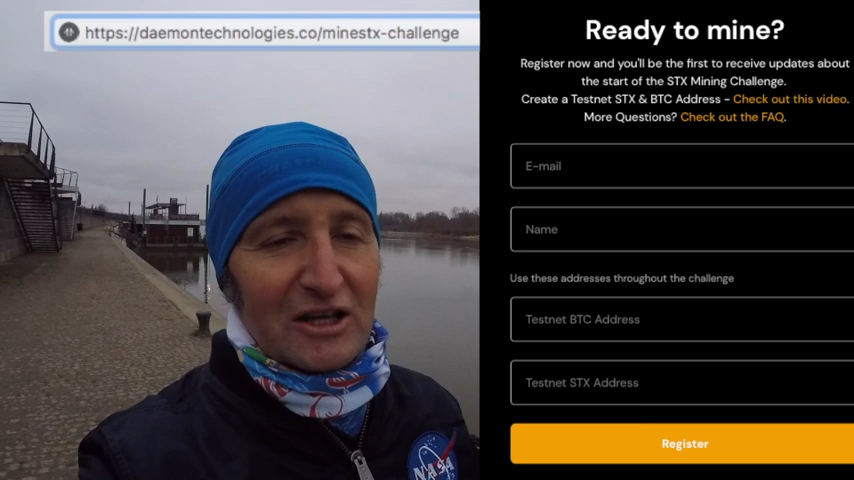 https://daemontechnologies.co/minestx-challenge
Ready to mine?
Register now and you'll be the first to receive updates about
the start of the STX Mining Challenge.
Create a Testnet STX & BTC Address - Check out this video.
More Questions? Check out the FAQ.
E-mail
Name
Use these addresses throughout the challenge
Testnet BTC Address
Testnet STX Address
Register
NASA